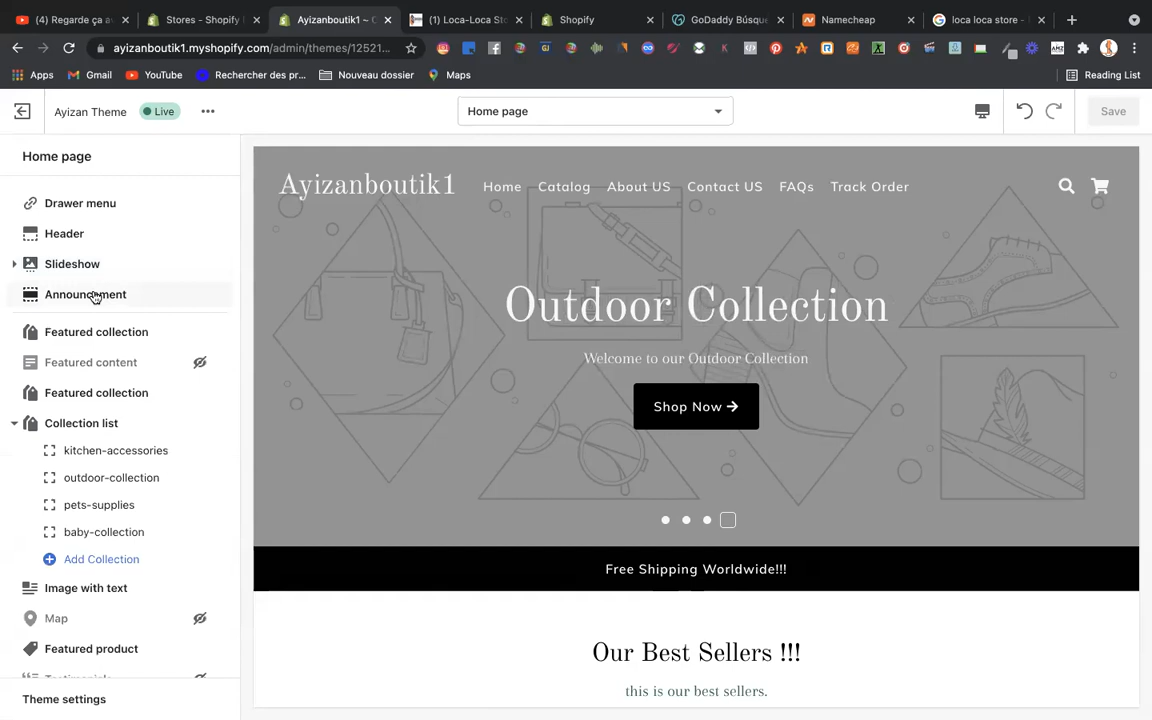 (1) Regarde ça av
Stores - Shopify
Ayizanboutik1 ~ C
(1) Loca-Loca Sto
Shopify
GoDaddy Búsque
Namecheap
loca loca store -
ayizanboutik1.myshopify.com/admin/themes/12521...
Apps
Gmail
YouTube
Rechercher des pr...
Nouveau dossier
Maps
Reading List
Ayizan Theme
Live
Home page
Save
Home page
Drawer menu
Header
Slideshow
Announcement
Featured collection
Featured content
Featured collection
Collection list
kitchen-accessories
outdoor-collection
pets-supplies
baby-collection
Add Collection
Image with text
Map
Featured product
Testimonials
Theme settings
Ayizanboutik1
Home
Catalog
About US
Contact US
FAQs
Track Order
Outdoor Collection
Welcome to our Outdoor Collection
Shop Now
Free Shipping Worldwide!!!
Our Best Sellers !!!
this is our best sellers.